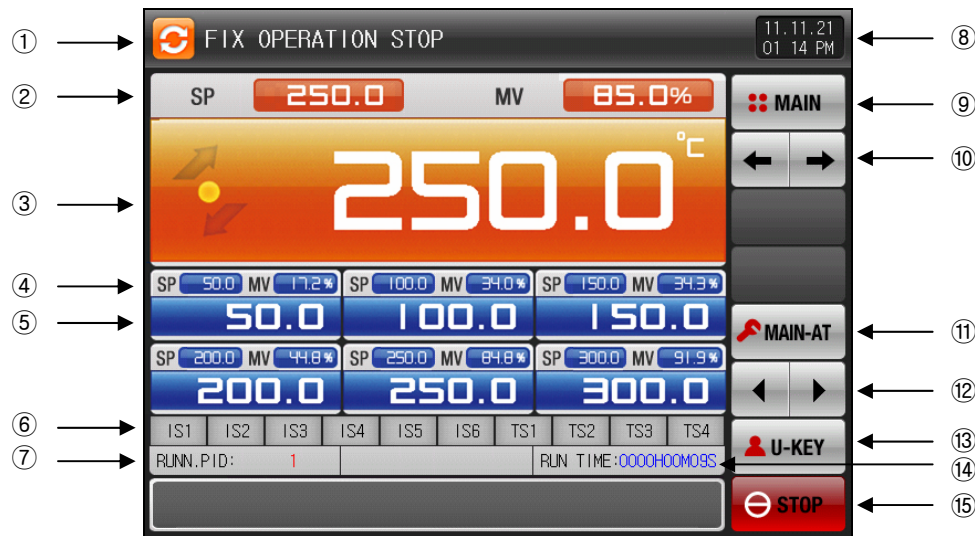 ① FIX OPERATION STOP 11.11.21 ⑧
01 14 PM
② SP 250.0 MV 85.0% MAIN ⑨
③ 250.0 °C ⑩
④ SP 50.0 MV 17.2% SP 100.0 MV 34.0% SP 150.0 MV 34.3%
⑤ 50.0 100.0 150.0 MAIN-AT ⑪
SP 200.0 MV 44.8% SP 250.0 MV 84.8% SP 300.0 MV 91.9%
200.0 250.0 300.0 ⑫
⑥ IS1 IS2 IS3 IS4 IS5 IS6 TS1 TS2 TS3 TS4
⑦ RUNN.PID: 1 RUN TIME:0000H00M09S U-KEY ⑬
⑭
STOP ⑮